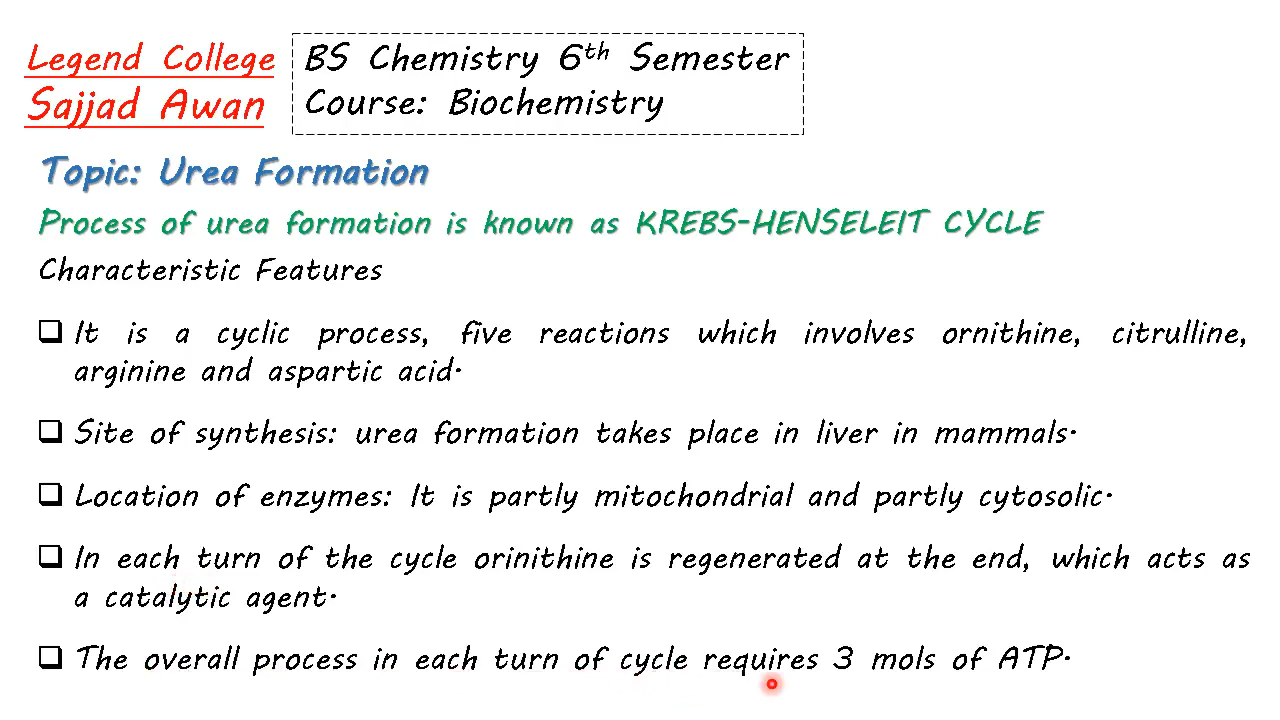 Legend College
Sajjad Awan
BS Chemistry 6th Semester
Course: Biochemistry
Topic: Urea Formation
Process of urea formation is known as KREBS-HENSELEIT CYCLE
Characteristic Features
It is a cyclic process, five reactions which involves ornithine, citrulline,
arginine and aspartic acid.
Site of synthesis: urea formation takes place in liver in mammals.
Location of enzymes: It is partly mitochondrial and partly cytosolic.
In each turn of the cycle orinithine is regenerated at the end, which acts as
a catalytic agent.
The overall process in each turn of cycle requires 3 mols of ATP.